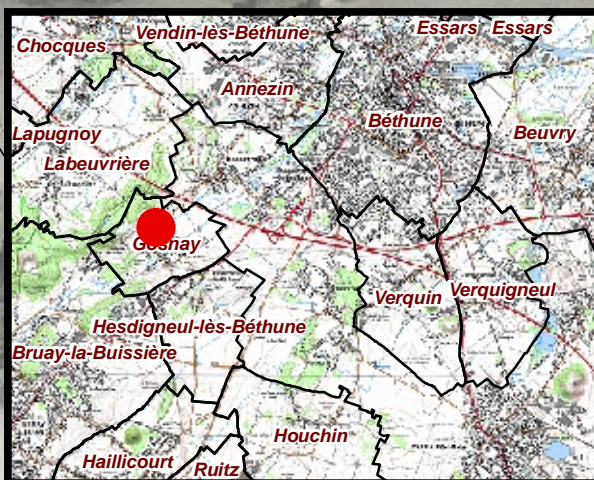 Essars Essars
Vendin-lès-Béthune
Chocques
Annezin
Béthune
Lapugnoy
Beuvry
Labeuvrière
Gosnay
Verquin Verquigneul
Hesdigneul-lès-Béthune
Bruay-la-Buissière
Houchin
Haillicourt
Ruitz